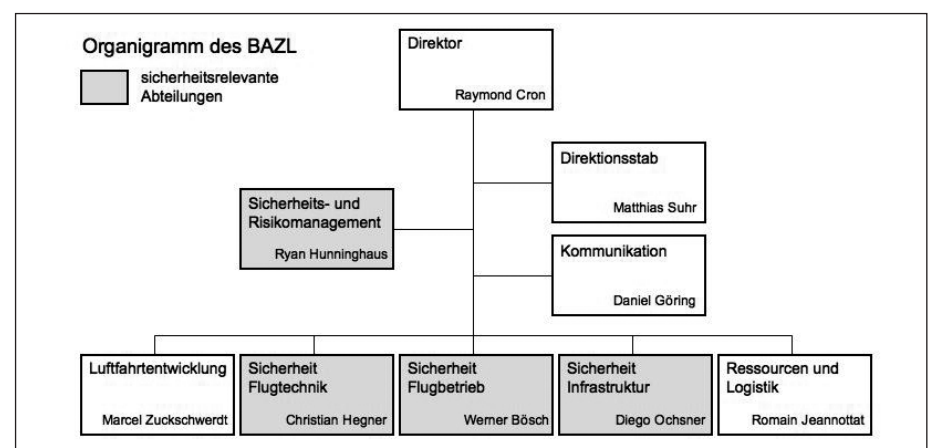 Organigramm des BAZL
sicherheitsrelevante
Abteilungen
Direktor
Raymond Cron
Direktionsstab
Matthias Suhr
Sicherheits- und
Risikomanagement
Ryan Hunninghaus
Kommunikation
Daniel Göring
Luftfahrtentwicklung
Marcel Zuckschwerdt
Sicherheit
Flugtechnik
Christian Hegner
Sicherheit
Flugbetrieb
Werner Bösch
Sicherheit
Infrastruktur
Diego Ochsner
Ressourcen und
Logistik
Romain Jeannottat